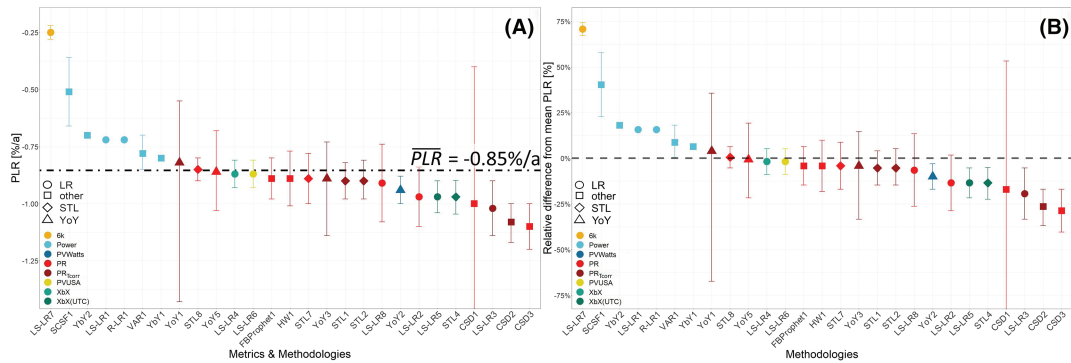 (A)
-0.25
-0.50
-0.75
-1.00
-1.25
PLR [%/a]
PLR = -0.85%/a
LR
other
STL
YoY
6k
Power
PVWatts
PR
PRTcorr
PVUSA
XbX
XbX(UTC)
LS-LR7
SCSF1
YbY2
LS-LR1
R-LR1
VAR1
YbY1
YoY1
STL8
YoY5
LS-LR4
LS-LR6
FBProphet1
HW1
STL7
YoY3
STL1
STL2
LS-LR8
YoY2
LS-LR2
LS-LR5
STL4
CSD1
LS-LR3
CSD2
CSD3
Metrics & Methodologies
(B)
75%
50%
25%
0%
-25%
-50%
-75%
Relative difference from mean PLR [%]
LR
other
STL
YoY
6k
Power
PVWatts
PR
PRTcorr
PVUSA
XbX
XbX(UTC)
LS-LR7
SCSF1
YbY2
LS-LR1
R-LR1
VAR1
YbY1
YoY1
STL8
YoY5
LS-LR4
LS-LR6
FBProphet1
HW1
STL7
YoY3
STL1
STL2
LS-LR8
YoY2
LS-LR2
LS-LR5
STL4
CSD1
LS-LR3
CSD2
CSD3
Methodologies